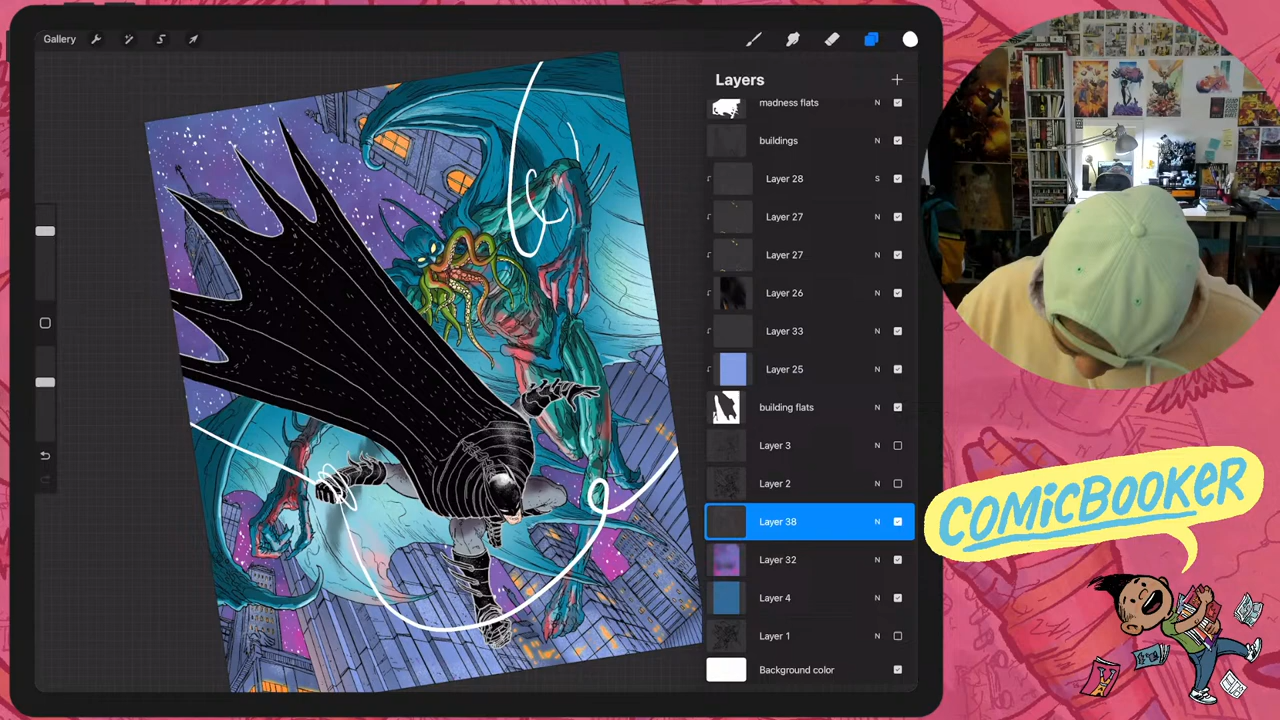 Gallery
Layers
madness flats N
buildings N
Layer 28 S
Layer 27 N
Layer 27 N
Layer 26 N
Layer 33 N
Layer 25 N
building flats N
Layer 3 N
Layer 2 N
Layer 38 N
Layer 32 N
Layer 4 N
Layer 1 N
Background color
COMICBOOKER